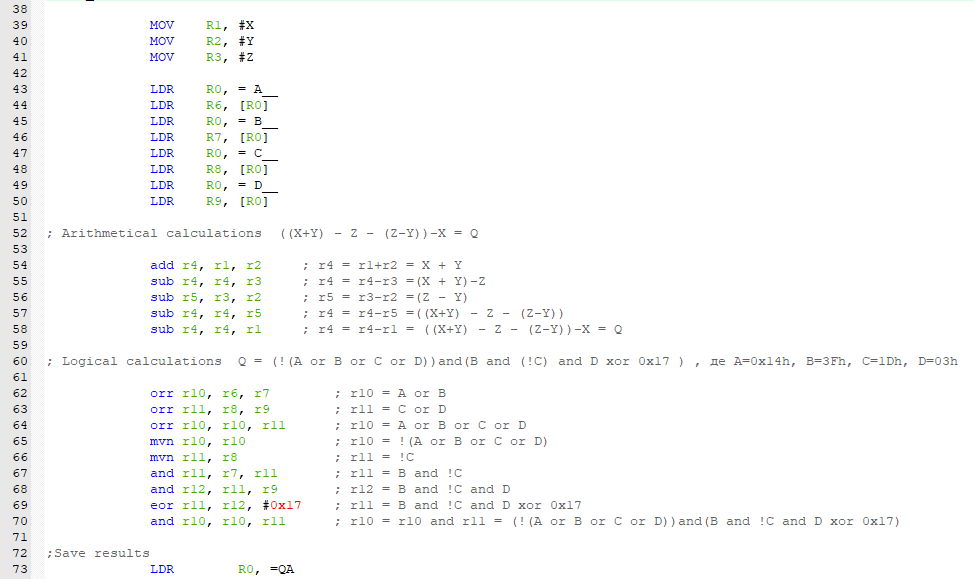 38
39 MOV R1, #X
40 MOV R2, #Y
41 MOV R3, #Z
42
43 LDR R0, = A__
44 LDR R6, [R0]
45 LDR R0, = B__
46 LDR R7, [R0]
47 LDR R0, = C__
48 LDR R8, [R0]
49 LDR R0, = D__
50 LDR R9, [R0]
51
52 ; Arithmetical calculations ((X+Y) - Z - (Z-Y))-X = Q
53
54 add r4, r1, r2 ; r4 = r1+r2 = X + Y
55 sub r4, r4, r3 ; r4 = r4-r3 =(X + Y)-Z
56 sub r5, r3, r2 ; r5 = r3-r2 =(Z - Y)
57 sub r4, r4, r5 ; r4 = r4-r5 =((X+Y) - Z - (Z-Y))
58 sub r4, r4, r1 ; r4 = r4-r1 = ((X+Y) - Z - (Z-Y))-X = Q
59
60 ; Logical calculations Q = (!(A or B or C or D))and(B and (!C) and D xor 0x17 ) , де A=0x14h, B=3Fh, C=1Dh, D=03h
61
62 orr r10, r6, r7 ; r10 = A or B
63 orr r11, r8, r9 ; r11 = C or D
64 orr r10, r10, r11 ; r10 = A or B or C or D
65 mvn r10, r10 ; r10 = !(A or B or C or D)
66 mvn r11, r8 ; r11 = !C
67 and r11, r7, r11 ; r11 = B and !C
68 and r12, r11, r9 ; r12 = B and !C and D
69 eor r11, r12, #0x17 ; r11 = B and !C and D xor 0x17
70 and r10, r10, r11 ; r10 = r10 and r11 = (!(A or B or C or D))and(B and !C and D xor 0x17)
71
72 ;Save results
73 LDR R0, =QA